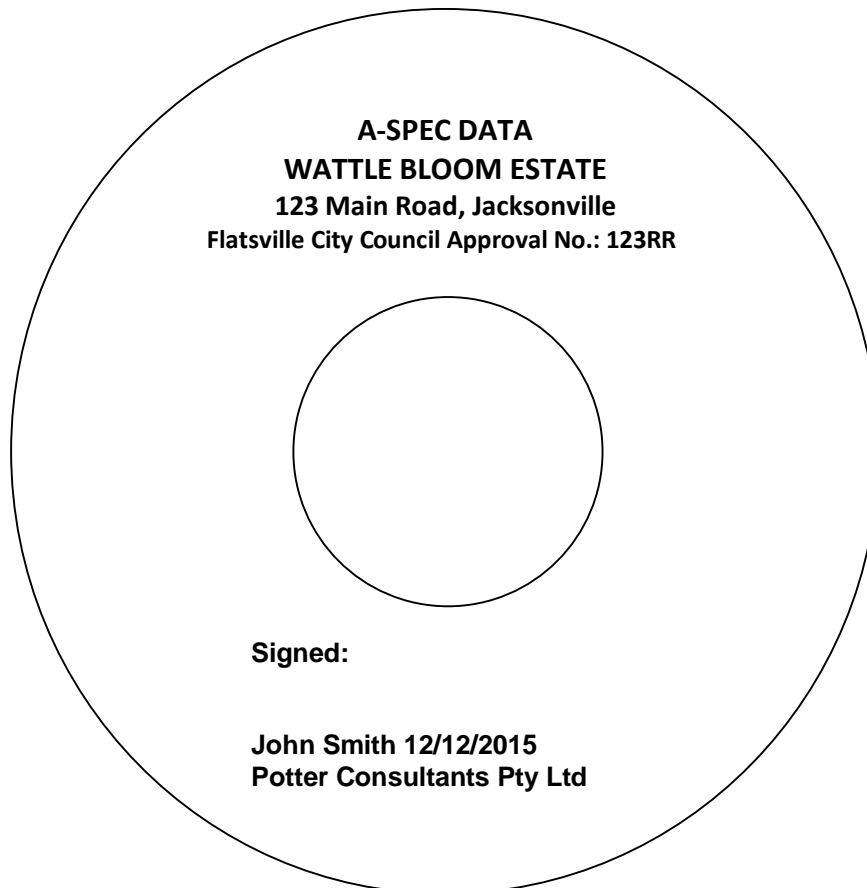 A-SPEC DATA
WATTLE BLOOM ESTATE
123 Main Road, Jacksonville
Flatsville City Council Approval No.: 123RR
Signed:
John Smith 12/12/2015
Potter Consultants Pty Ltd